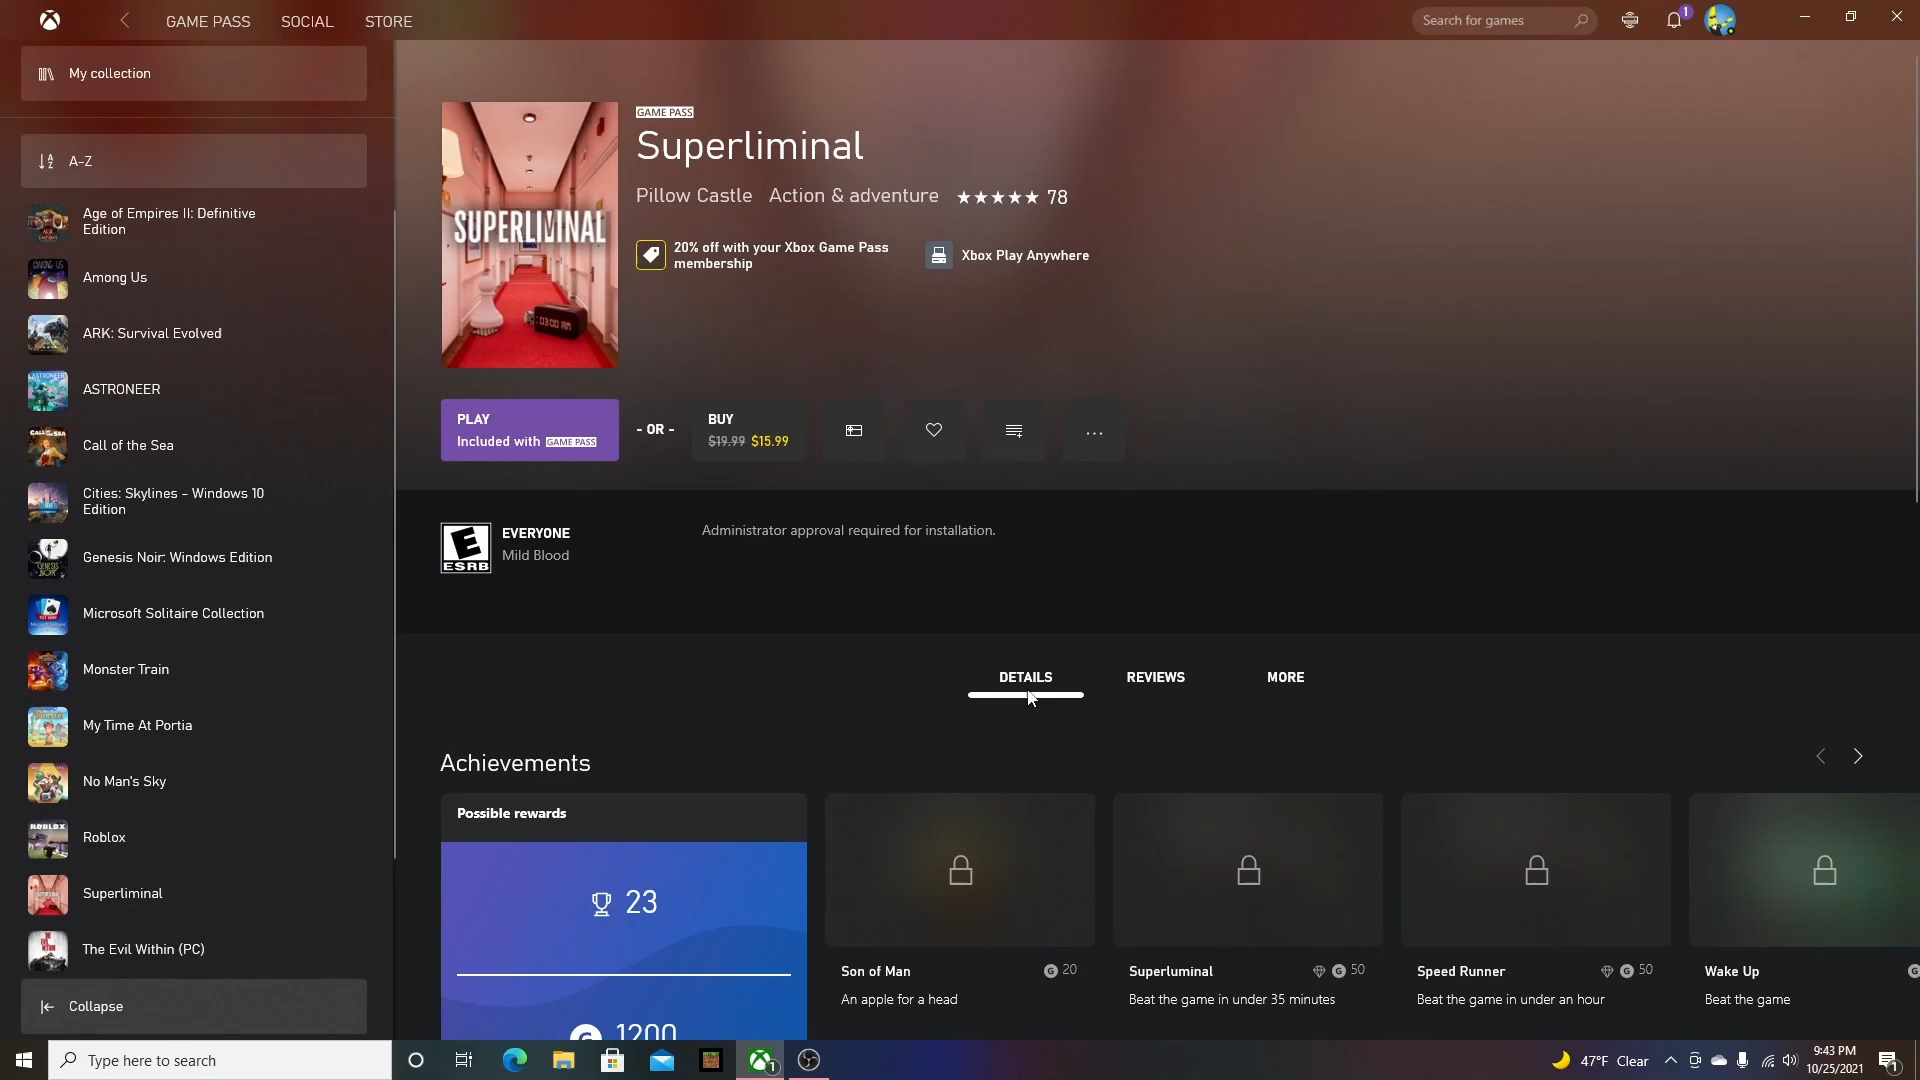 GAME PASS
SOCIAL
STORE
Search for games
1
My collection
A-Z
Age of Empires II: Definitive
Edition
Among Us
ARK: Survival Evolved
ASTRONEER
Call of the Sea
Cities: Skylines - Windows 10
Edition
Genesis Noir: Windows Edition
Microsoft Solitaire Collection
Monster Train
My Time At Portia
No Man's Sky
Roblox
Superliminal
The Evil Within (PC)
Collapse
SUPERLIMINAL
03:00 AM
GAME PASS
Superliminal
Pillow Castle Action & adventure ★★★★★ 78
20% off with your Xbox Game Pass
membership
Xbox Play Anywhere
PLAY
Included with GAME PASS
- OR -
BUY
$19.99 $15.99
...
E
ESRB
EVERYONE
Mild Blood
Administrator approval required for installation.
DETAILS
REVIEWS
MORE
Achievements
Possible rewards
23
1200
Son of Man
G 20
An apple for a head
Superluminal
G 50
Beat the game in under 35 minutes
Speed Runner
G 50
Beat the game in under an hour
Wake Up
Beat the game
Type here to search
1
47°F Clear
9:43 PM
10/25/2021
1